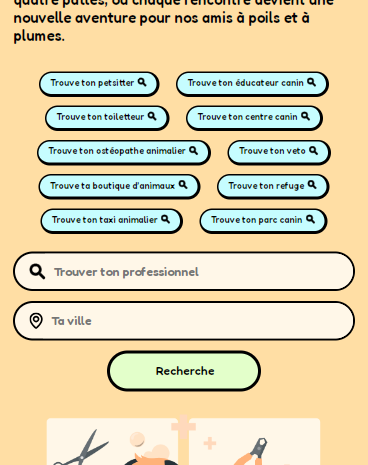 quatre pattes, où chaque rencontre devient une
nouvelle aventure pour nos amis à poils et à
plumes.
Trouve ton petsitter
Trouve ton éducateur canin
Trouve ton toiletteur
Trouve ton centre canin
Trouve ton ostéopathe animalier
Trouve ton veto
Trouve ta boutique d'animaux
Trouve ton refuge
Trouve ton taxi animalier
Trouve ton parc canin
Trouver ton professionnel
Ta ville
Recherche